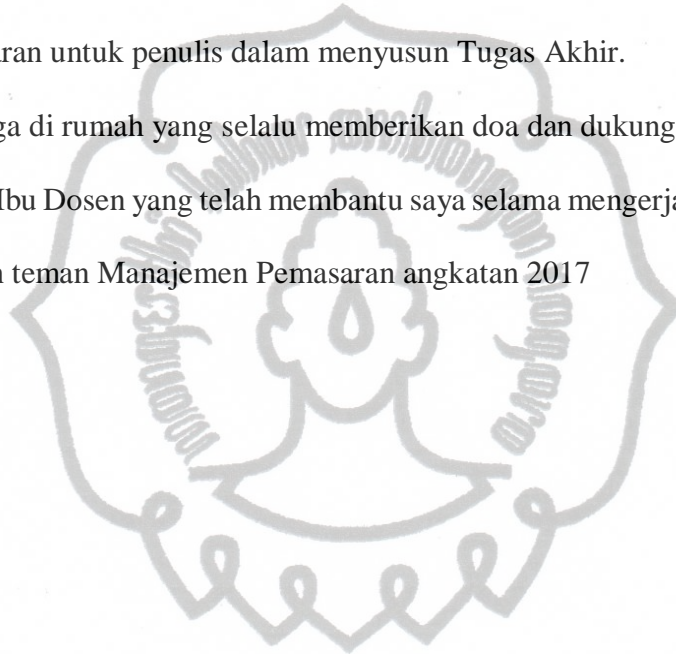 aran untuk penulis dalam menyusun Tugas Akhir.
ga di rumah yang selalu memberikan doa dan dukung
Ibu Dosen yang telah membantu saya selama mengerja
n teman Manajemen Pemasaran angkatan 2017